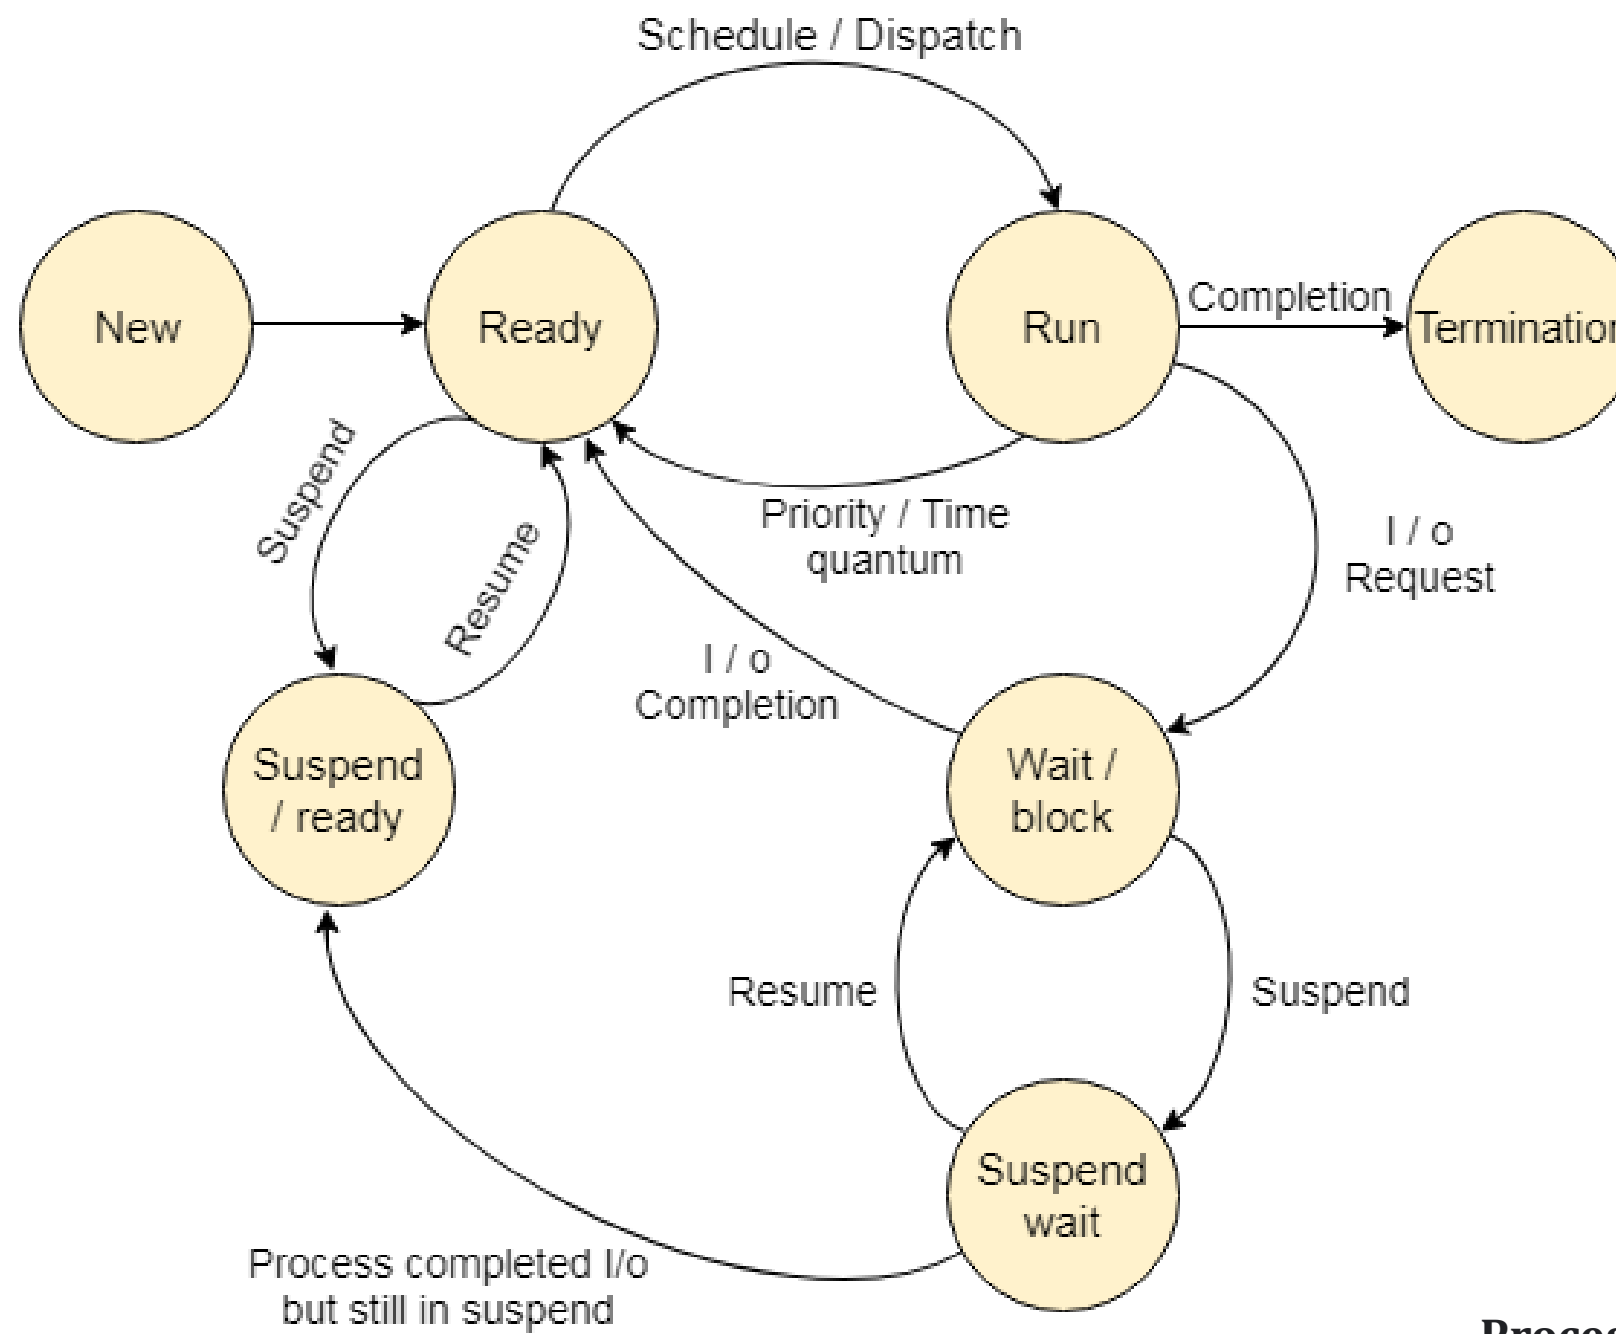 Schedule / Dispatch
New
Ready
Run
Completion
Termination
Suspend
Resume
Priority / Time
quantum
I / o
Request
I / o
Completion
Suspend
/ ready
Wait /
block
Resume
Suspend
Suspend
wait
Process completed I/o
but still in suspend